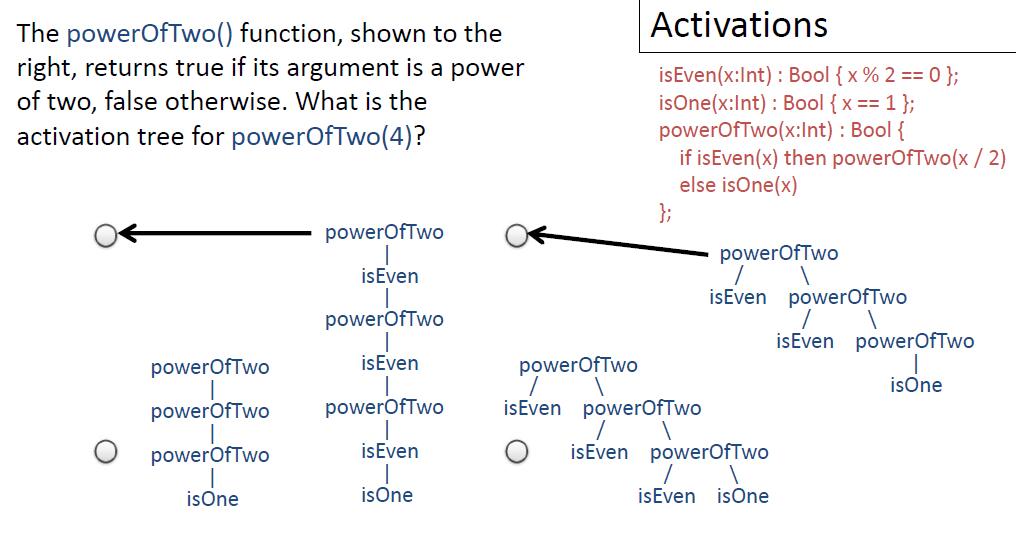 The powerOfTwo() function, shown to the
right, returns true if its argument is a power
of two, false otherwise. What is the
activation tree for powerOfTwo(4)?
Activations
isEven(x:Int) : Bool { x % 2 == 0 };
isOne(x:Int) : Bool { x == 1 };
powerOfTwo(x:Int) : Bool {
if isEven(x) then powerOfTwo(x / 2)
else isOne(x)
};
powerOfTwo
isEven
powerOfTwo
isEven
powerOfTwo
isEven
isOne
powerOfTwo
isEven powerOfTwo
isEven powerOfTwo
isOne
powerOfTwo
powerOfTwo
powerOfTwo
isOne
powerOfTwo
isEven powerOfTwo
isEven powerOfTwo
isEven isOne